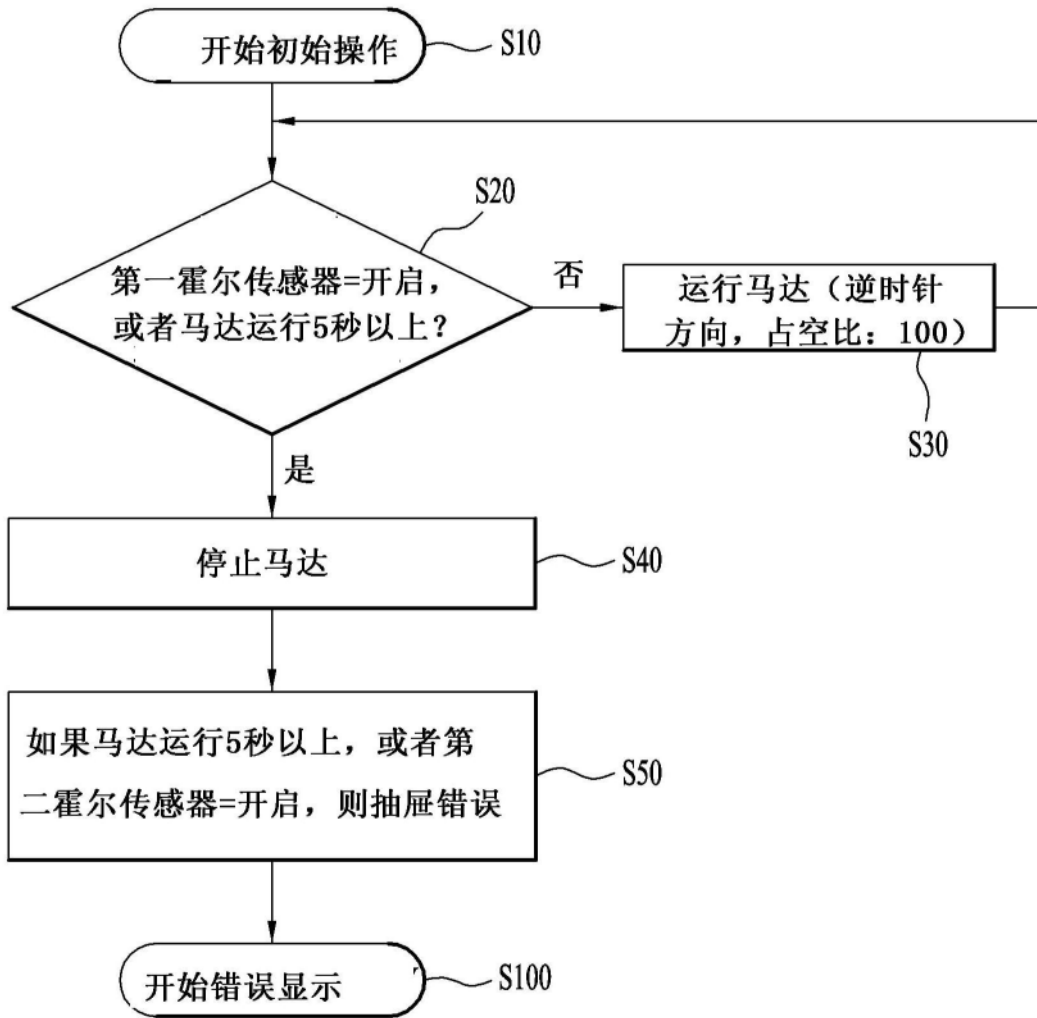 开始初始操作
S10
S20
第一霍尔传感器=开启,
或者马达运行5秒以上?
否
运行马达(逆时针
方向,占空比:100)
S30
是
停止马达
S40
如果马达运行5秒以上,或者第
二霍尔传感器=开启,则抽屉错误
S50
开始错误显示
S100